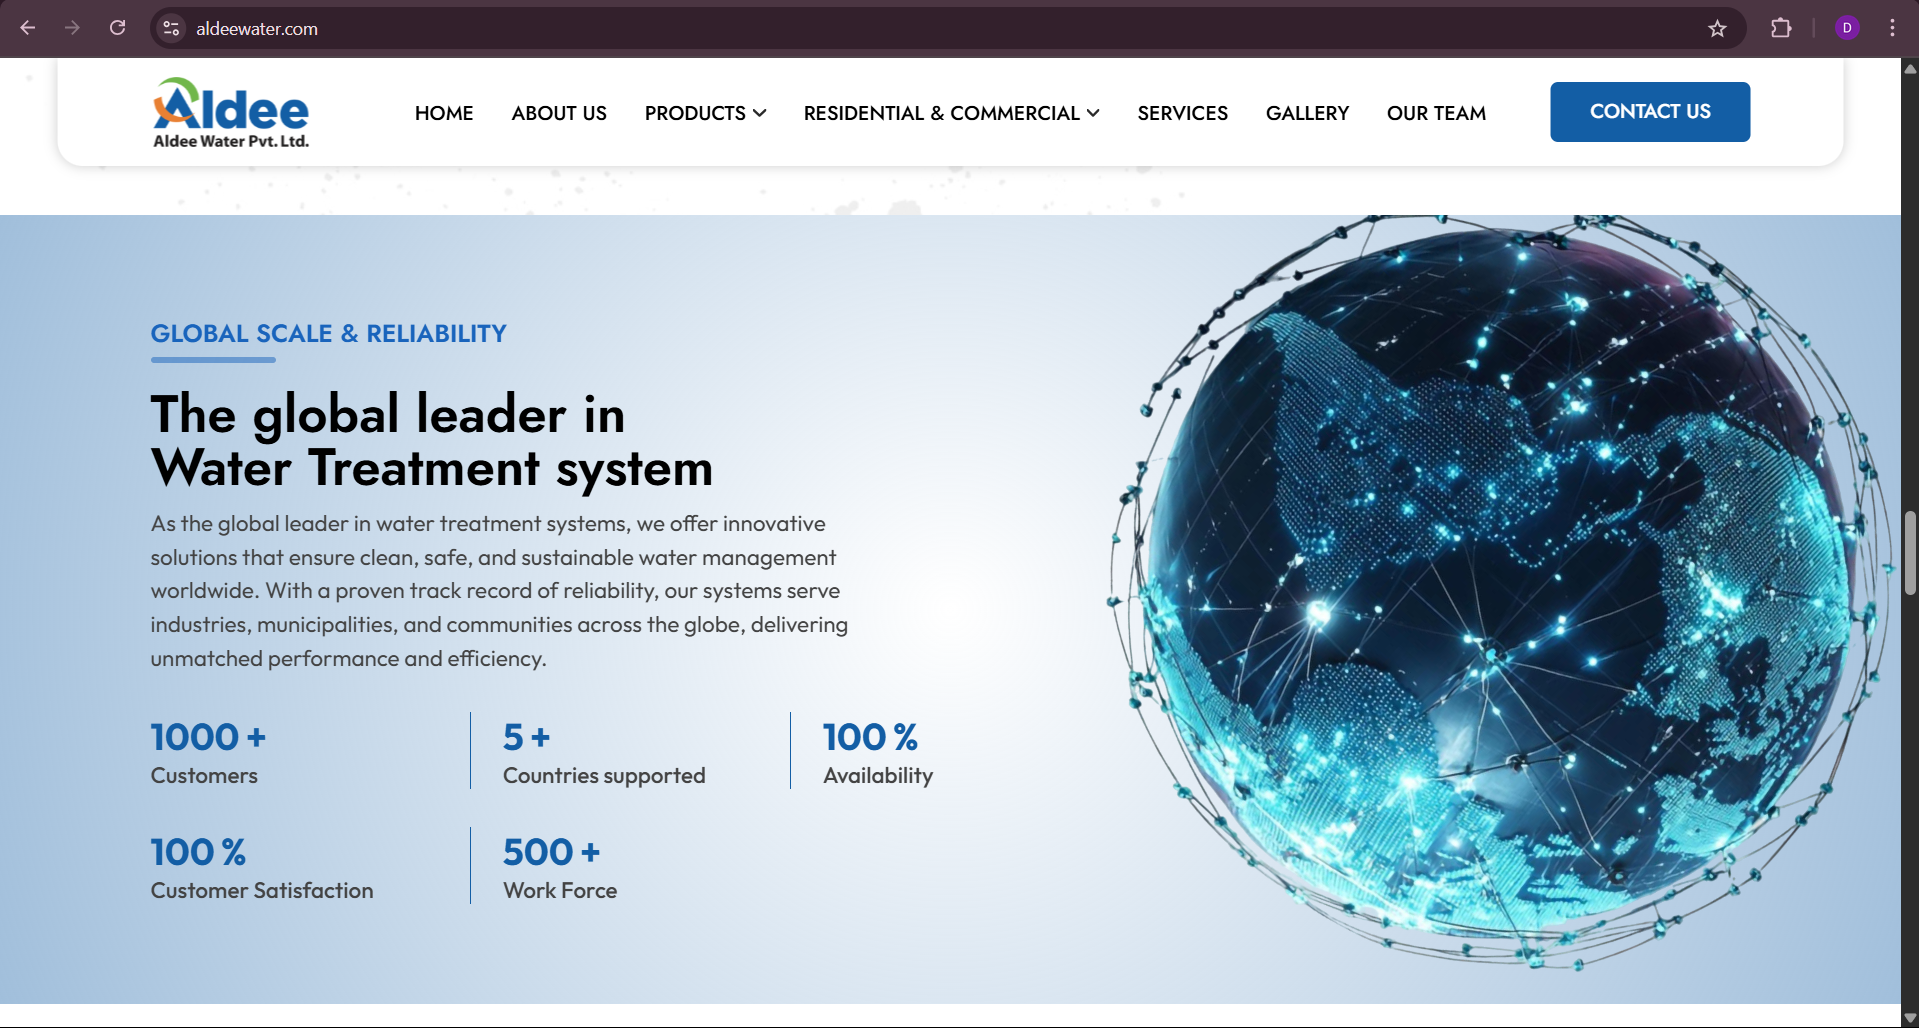 aldeewater.com
D
Aldee
Aldee Water Pvt. Ltd.
HOME
ABOUT US
PRODUCTS
RESIDENTIAL & COMMERCIAL
SERVICES
GALLERY
OUR TEAM
CONTACT US
GLOBAL SCALE & RELIABILITY
The global leader in
Water Treatment system
As the global leader in water treatment systems, we offer innovative
solutions that ensure clean, safe, and sustainable water management
worldwide. With a proven track record of reliability, our systems serve
industries, municipalities, and communities across the globe, delivering
unmatched performance and efficiency.
1000 +
Customers
5 +
Countries supported
100 %
Availability
100 %
Customer Satisfaction
500 +
Work Force